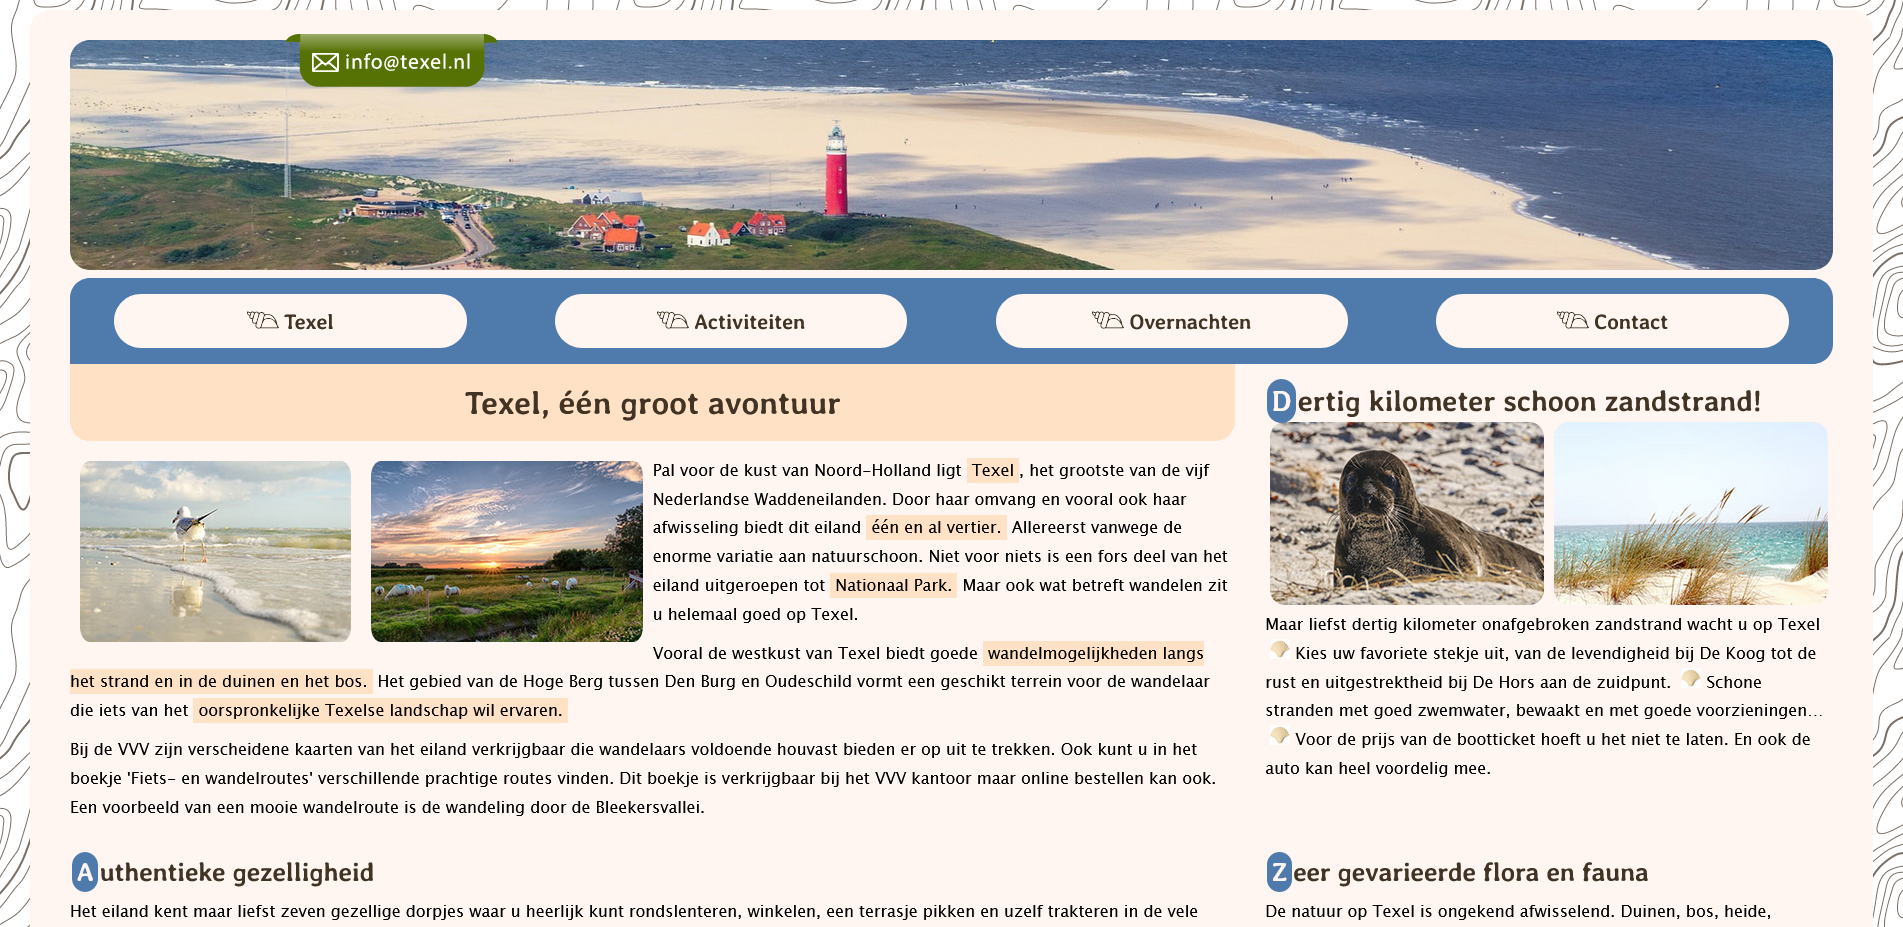 info@texel.nl
Texel
Activiteiten
Overnachten
Contact
Texel, één groot avontuur
Pal voor de kust van Noord-Holland ligt Texel, het grootste van de vijf
Nederlandse Waddeneilanden. Door haar omvang en vooral ook haar
afwisseling biedt dit eiland één en al vertier. Allereerst vanwege de
enorme variatie aan natuurschoon. Niet voor niets is een fors deel van het
eiland uitgeroepen tot Nationaal Park. Maar ook wat betreft wandelen zit
u helemaal goed op Texel.
Vooral de westkust van Texel biedt goede wandelmogelijkheden langs
het strand en in de duinen en het bos. Het gebied van de Hoge Berg tussen Den Burg en Oudeschild vormt een geschikt terrein voor de wandelaar
die iets van het oorspronkelijke Texelse landschap wil ervaren.
Bij de VVV zijn verscheidene kaarten van het eiland verkrijgbaar die wandelaars voldoende houvast bieden er op uit te trekken. Ook kunt u in het
boekje 'Fiets- en wandelroutes' verschillende prachtige routes vinden. Dit boekje is verkrijgbaar bij het VVV kantoor maar online bestellen kan ook.
Een voorbeeld van een mooie wandelroute is de wandeling door de Bleekersvallei.
Authentieke gezelligheid
Het eiland kent maar liefst zeven gezellige dorpjes waar u heerlijk kunt rondslenteren, winkelen, een terrasje pikken en uzelf trakteren in de vele
Dertig kilometer schoon zandstrand!
Maar liefst dertig kilometer onafgebroken zandstrand wacht u op Texel
Kies uw favoriete stekje uit, van de levendigheid bij De Koog tot de
rust en uitgestrektheid bij De Hors aan de zuidpunt. Schone
stranden met goed zwemwater, bewaakt en met goede voorzieningen...
Voor de prijs van de bootticket hoeft u het niet te laten. En ook de
auto kan heel voordelig mee.
Zeer gevarieerde flora en fauna
De natuur op Texel is ongekend afwisselend. Duinen, bos, heide,